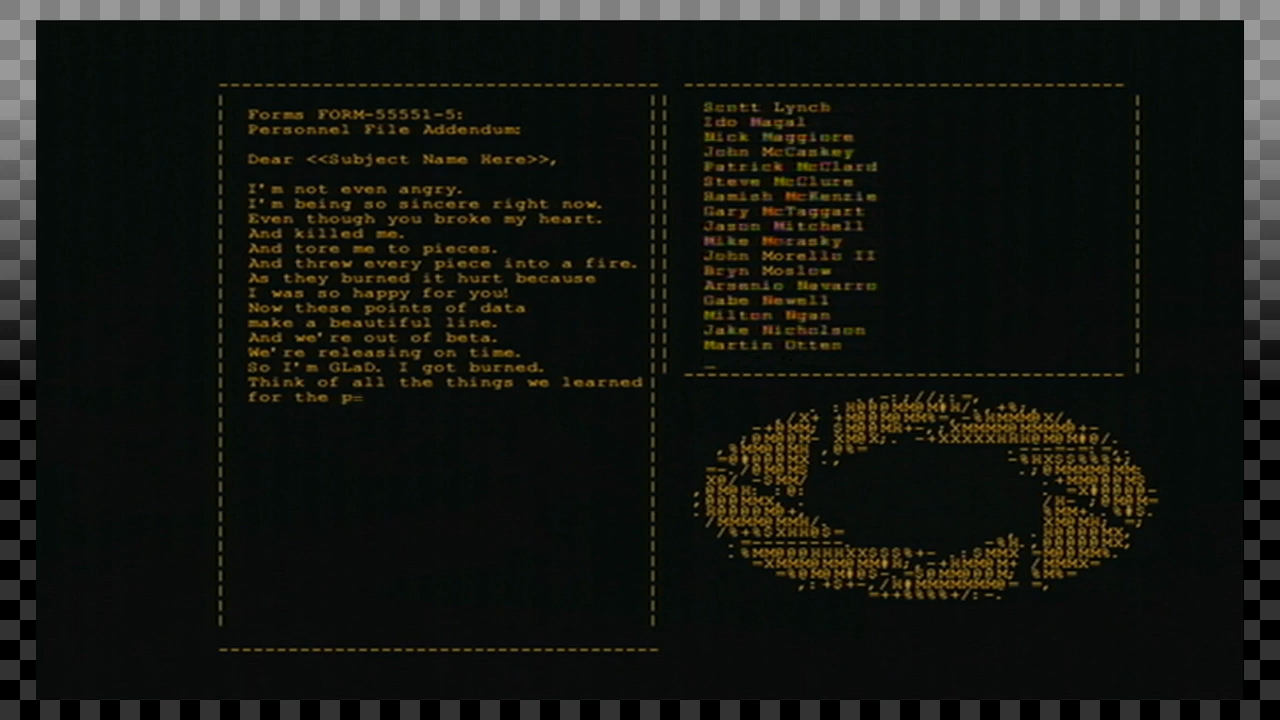 Forms FORM-55551-5:
Personnel File Addendum:
Dear <<Subject Name Here>>,
I'm not even angry.
I'm being so sincere right now.
Even though you broke my heart.
And killed me.
And tore me to pieces.
And threw every piece into a fire.
As they burned it hurt because
I was so happy for you!
Now these points of data
make a beautiful line.
And we're out of beta.
We're releasing on time.
So I'm GLaD.  I got burned.
Think of all the things we learned
for the p
Scott Lynch
Ido Magal
Nick Maggiore
John McCaskey
Patrick McClard
Steve McClure
Hamish McKenzie
Gary McTaggart
Jason Mitchell
Mike Morasky
John Morello II
Bryn Moslow
Arsenio Navarro
Gabe Newell
Milton Ngan
Jake Nicholson
Martin Otten